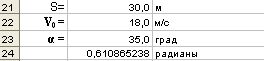 21 S= 30,0 м
22 V₀ = 18,0 м/с
23 α = 35,0 град
24 0,610865238 радианы